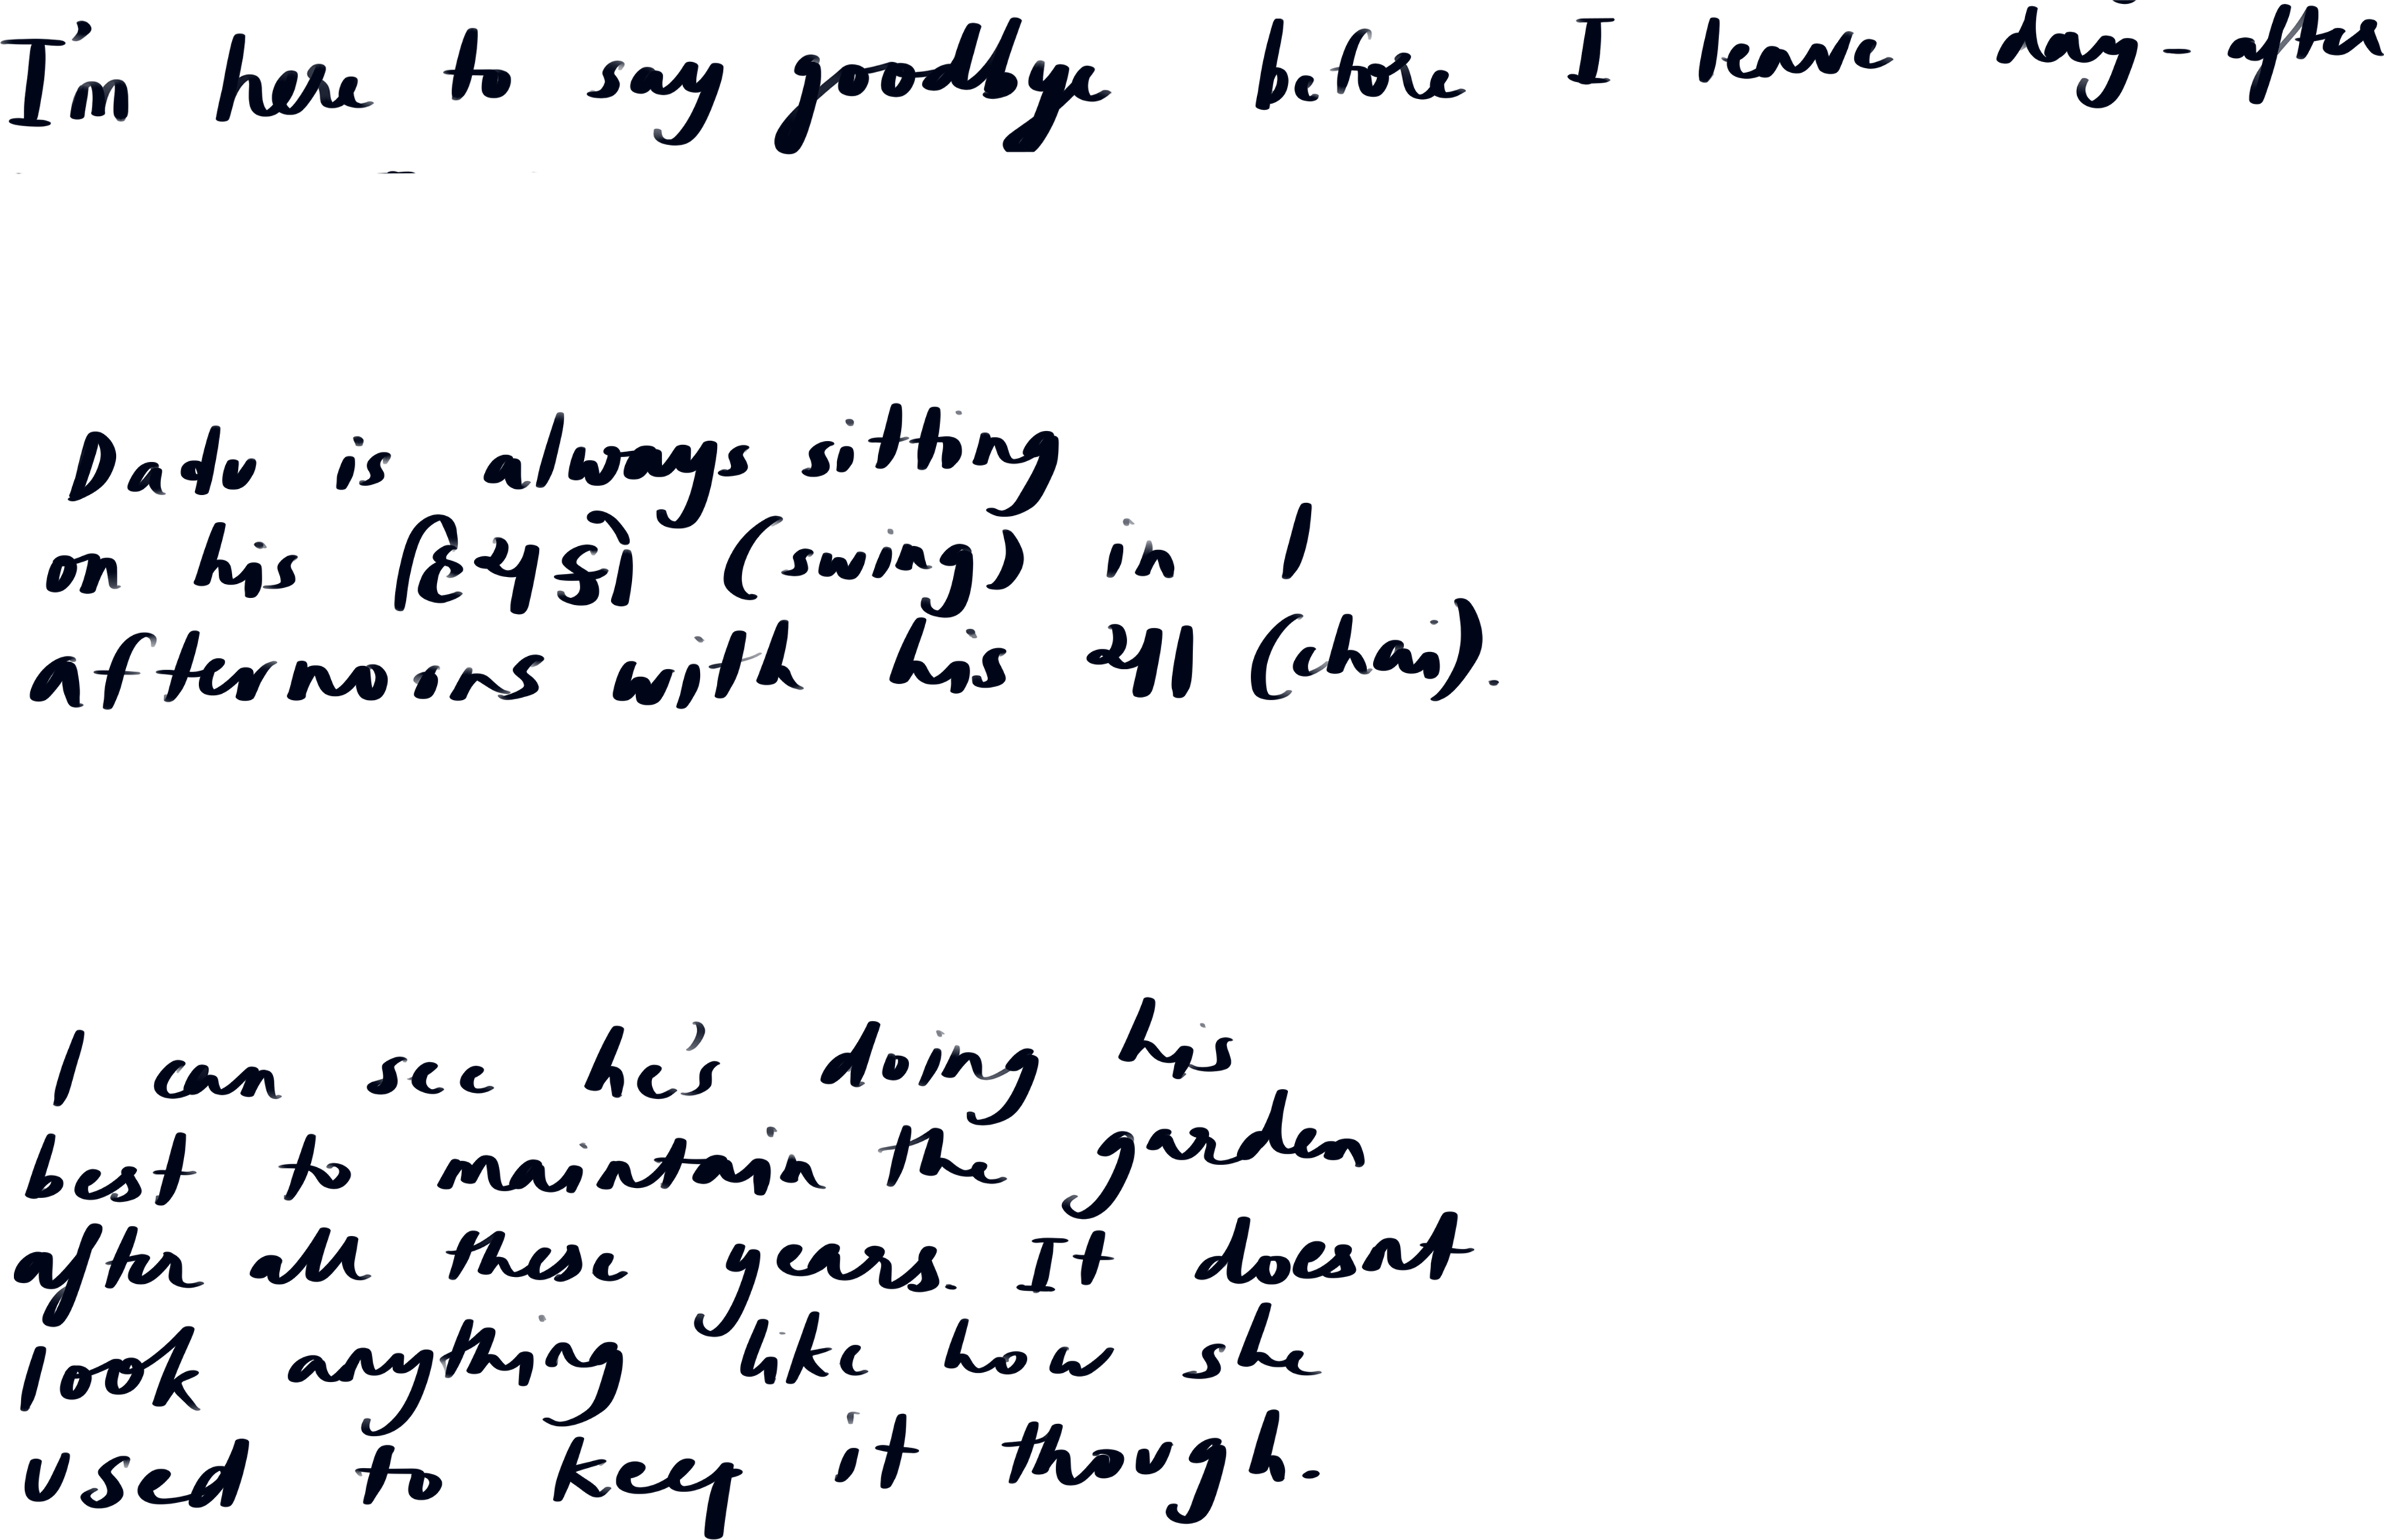 I'm here to say goodbye before I leave day-after
Dadu is always sitting
on his હિંચકો (swing) in
afternoons with his ચા (chai).
I can see he's doing his
best to maintain the garden
after all these years. It doesnt
look anything like how she
used to keep it though.